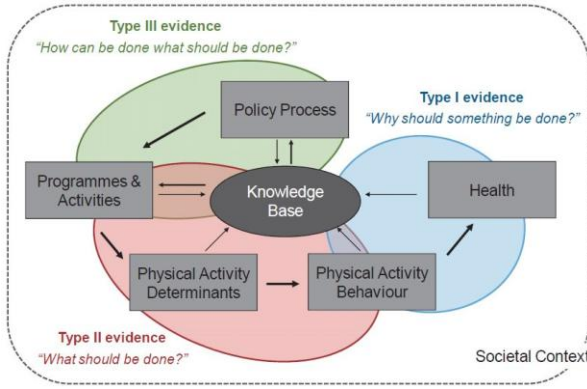 Type III evidence
"How can be done what should be done?"
Policy Process
Type I evidence
"Why should something be done?"
Programmes &
Activities
Knowledge
Base
Health
Physical Activity
Determinants
Physical Activity
Behaviour
Type II evidence
"What should be done?"
Societal Context